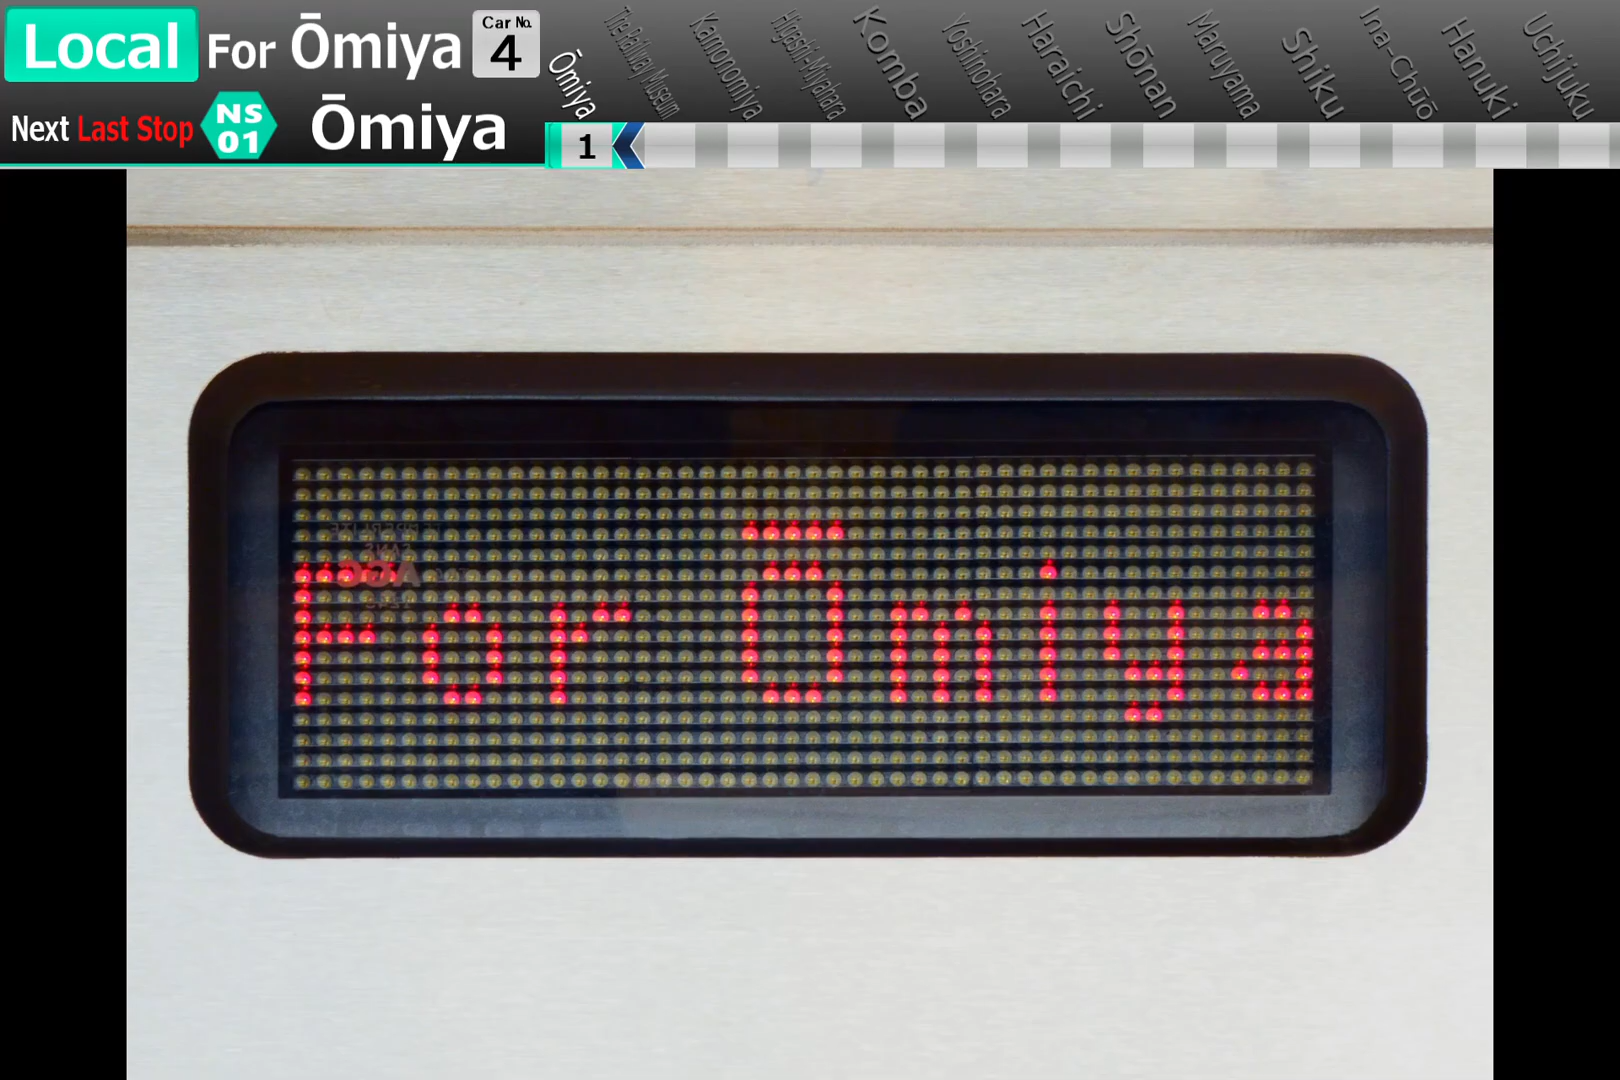 Local For Ōmiya Car No. 4
Next Last Stop NS 01 Ōmiya
Ōmiya The Railway Museum Kamonomiya Higashi-Miyahara Komba Yoshinohara Haraichi Shōnan Maruyama Shiku Ina-Chūō Hanuki Uchijuku
1
For Ōmiya